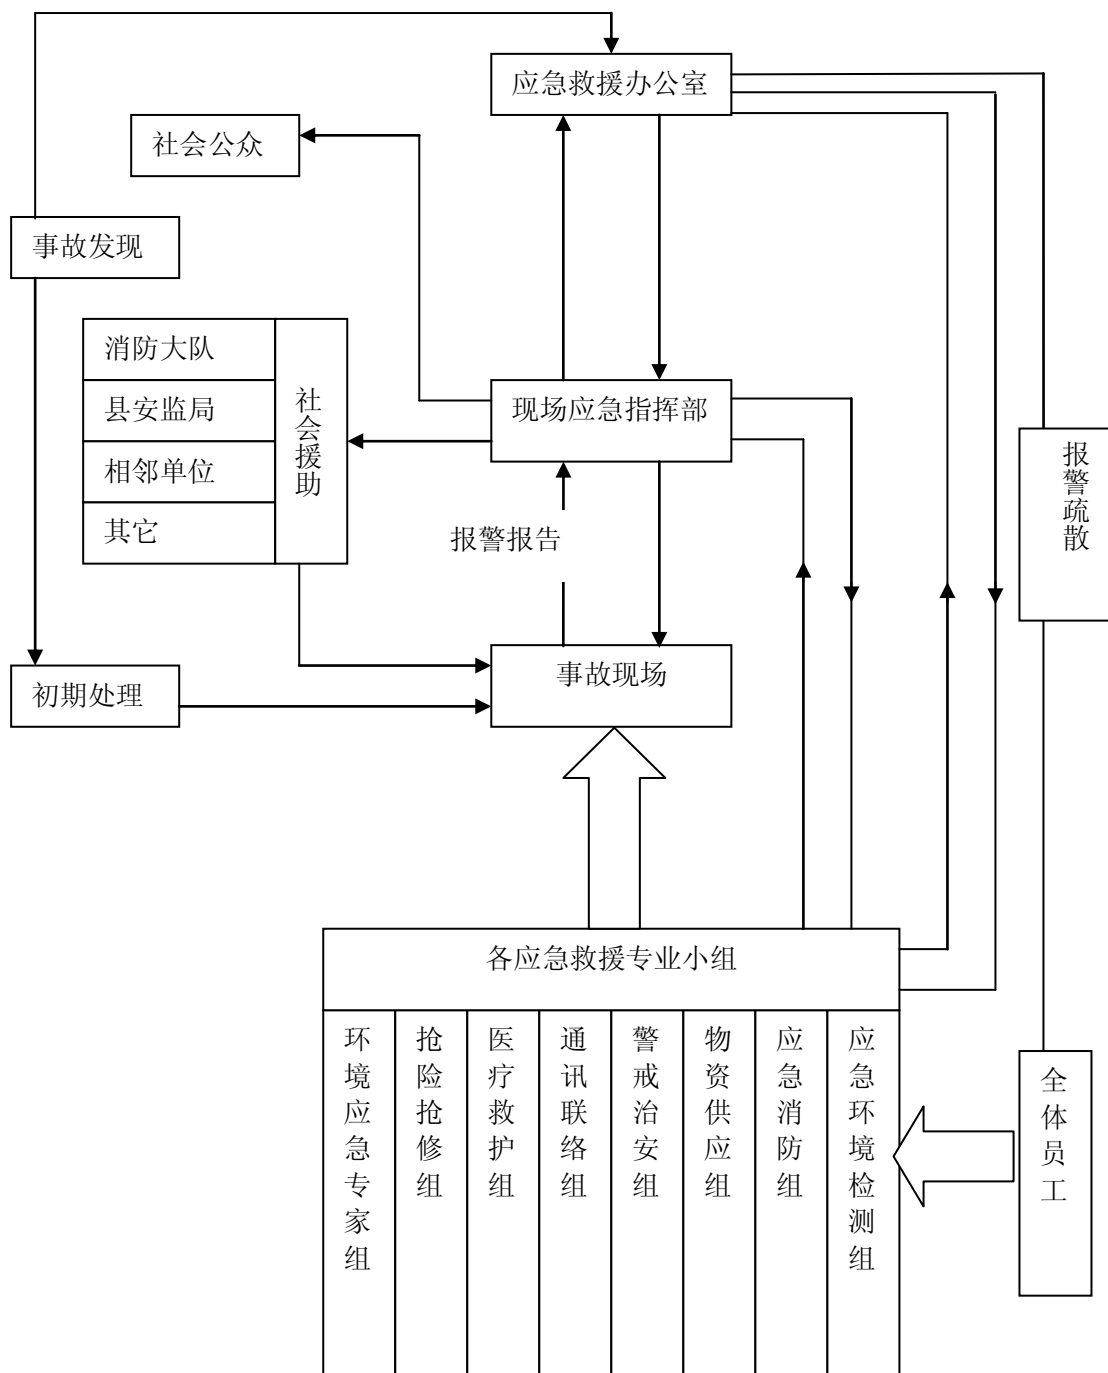 应急救援办公室
社会公众
事故发现
消防大队
县安监局
相邻单位
其它
社会援助
现场应急指挥部
报警疏散
报警报告
初期处理
事故现场
各应急救援专业小组
环境应急专家组
抢险抢修组
医疗救护组
通讯联络组
警戒治安组
物资供应组
应急消防组
应急环境检测组
全体员工